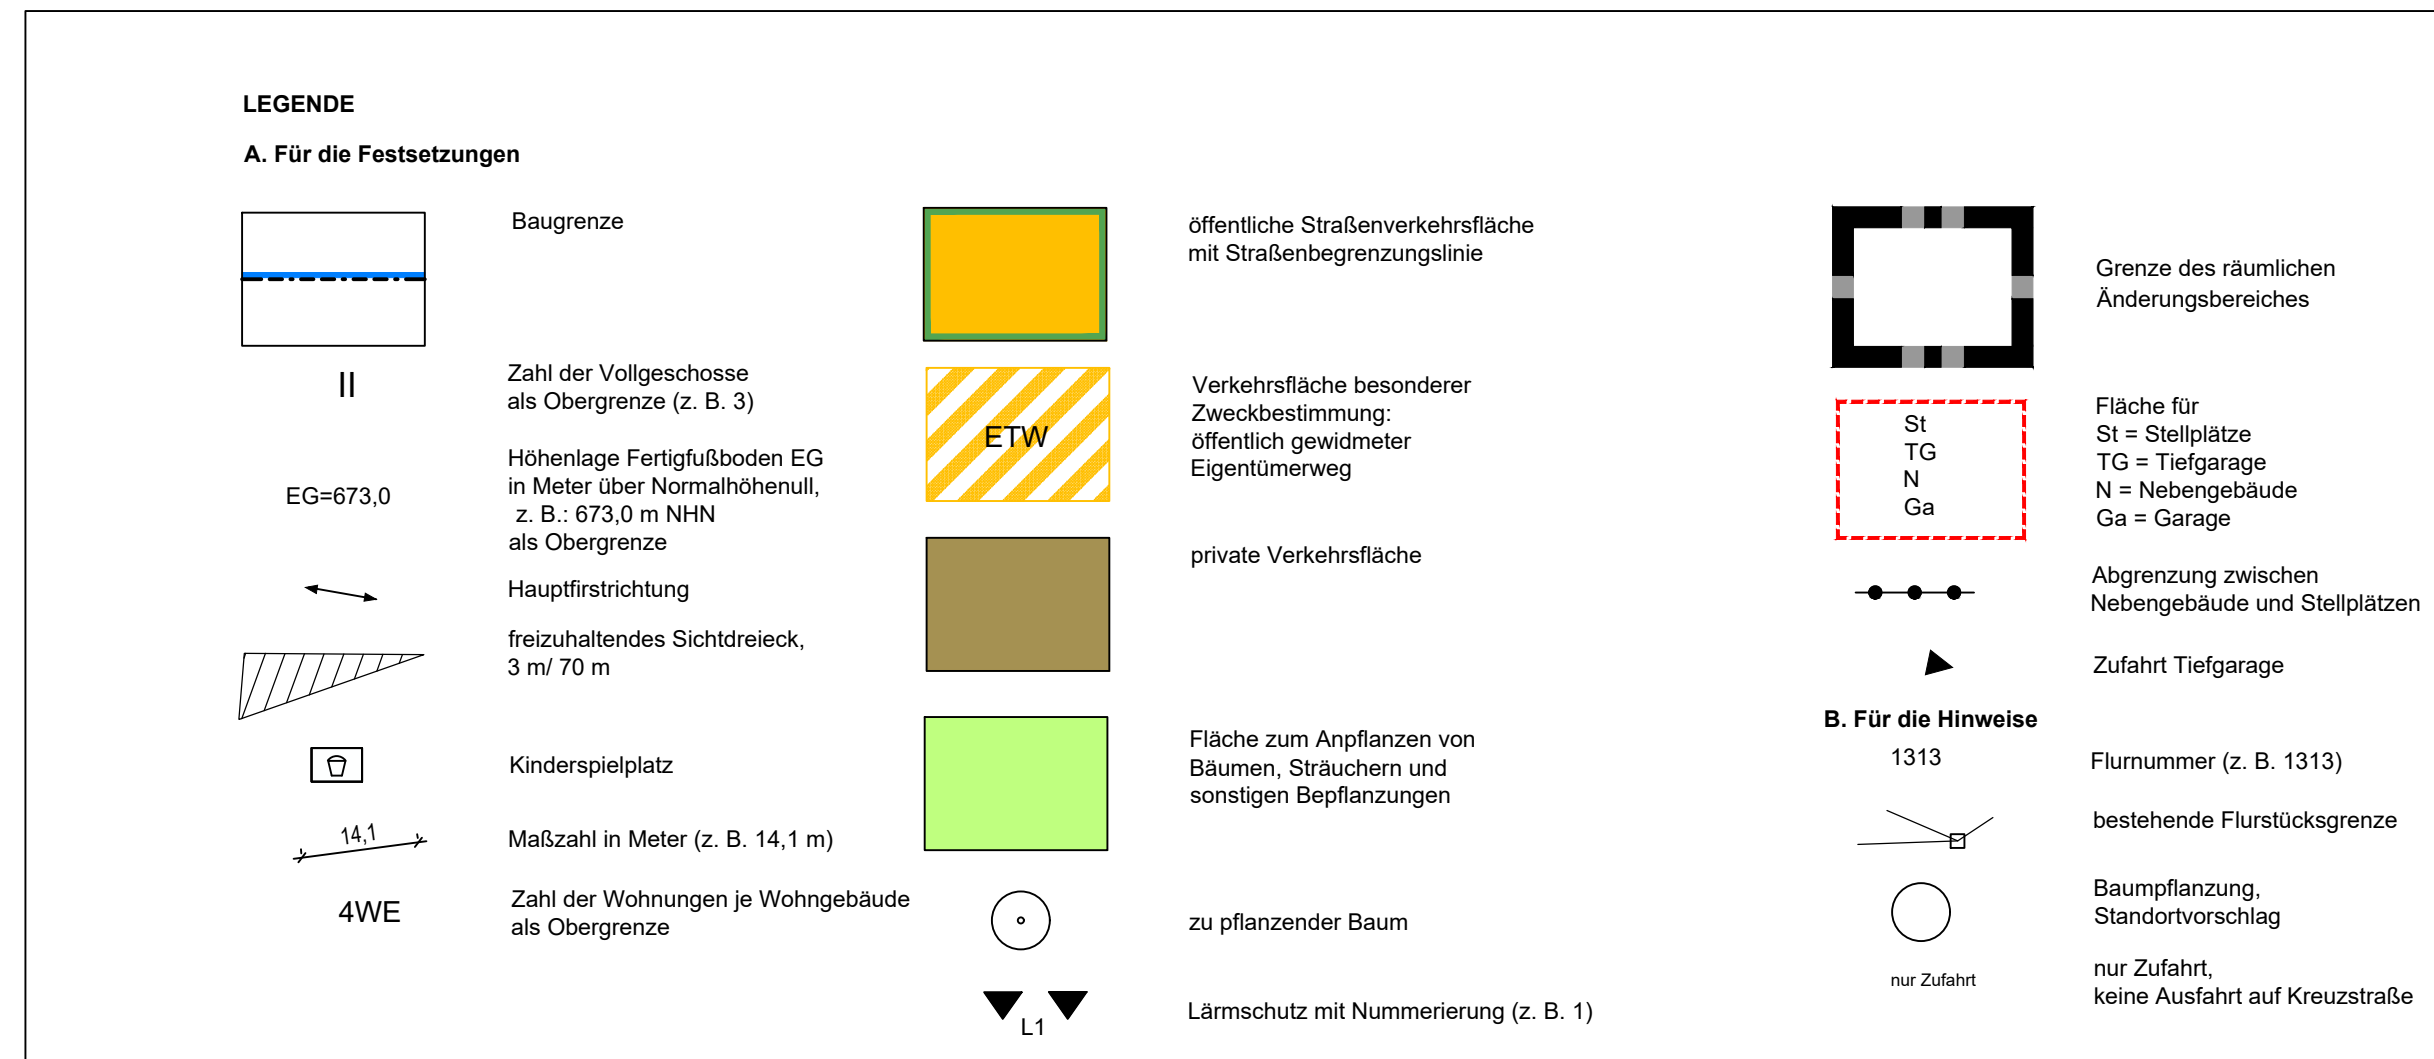 LEGENDE
A. Für die Festsetzungen
Baugrenze
II
Zahl der Vollgeschosse
als Obergrenze (z. B. 3)
EG=673,0
Höhenlage Fertigfußboden EG
in Meter über Normalhöhenull,
z. B.: 673,0 m NHN
als Obergrenze
Hauptfirstrichtung
freizuhaltendes Sichtdreieck,
3 m/ 70 m
Kinderspielplatz
14,1
Maßzahl in Meter (z. B. 14,1 m)
4WE
Zahl der Wohnungen je Wohngebäude
als Obergrenze
öffentliche Straßenverkehrsfläche
mit Straßenbegrenzungslinie
ETW
Verkehrsfläche besonderer
Zweckbestimmung:
öffentlich gewidmeter
Eigentümerweg
private Verkehrsfläche
Fläche zum Anpflanzen von
Bäumen, Sträuchern und
sonstigen Bepflanzungen
zu pflanzender Baum
L1
Lärmschutz mit Nummerierung (z. B. 1)
Grenze des räumlichen
Änderungsbereiches
St
TG
N
Ga
Fläche für
St = Stellplätze
TG = Tiefgarage
N = Nebengebäude
Ga = Garage
Abgrenzung zwischen
Nebengebäude und Stellplätzen
Zufahrt Tiefgarage
B. Für die Hinweise
1313
Flurnummer (z. B. 1313)
bestehende Flurstücksgrenze
Baumpflanzung,
Standortvorschlag
nur Zufahrt
nur Zufahrt,
keine Ausfahrt auf Kreuzstraße